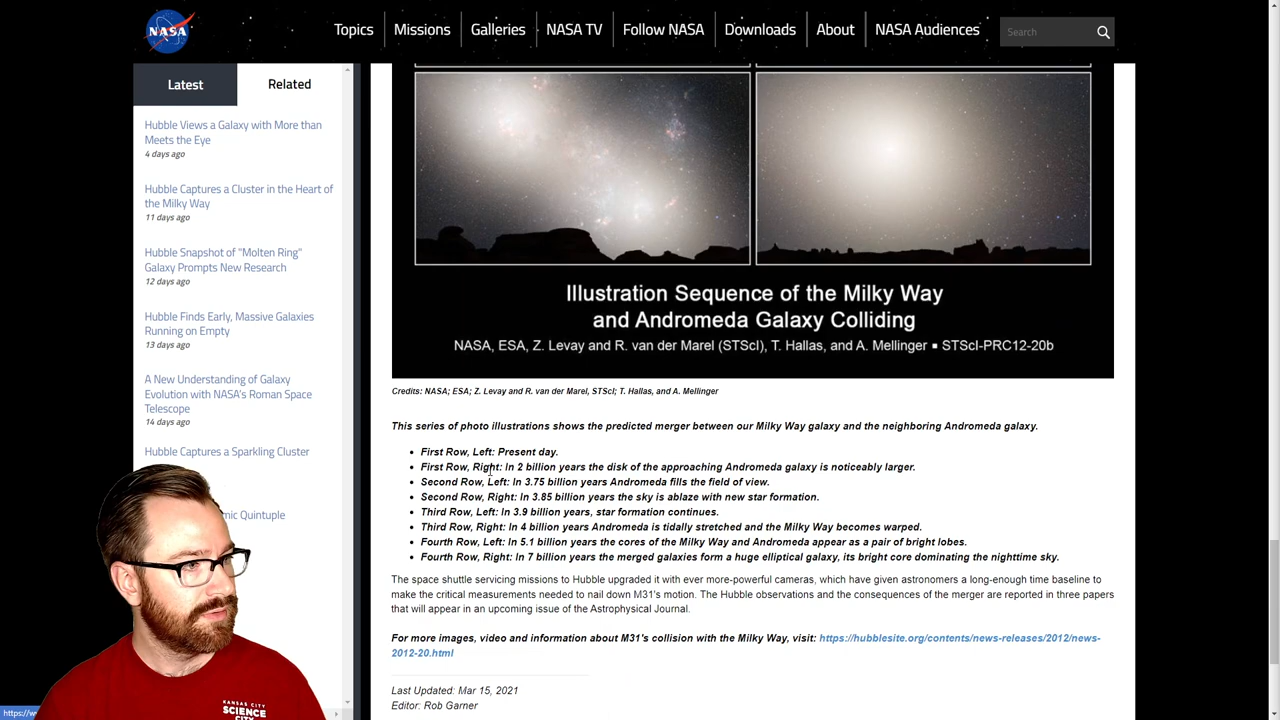 NASA
Topics
Missions
Galleries
NASA TV
Follow NASA
Downloads
About
NASA Audiences
Search
Latest
Related
Hubble Views a Galaxy with More than
Meets the Eye
4 days ago
Hubble Captures a Cluster in the Heart of
the Milky Way
11 days ago
Hubble Snapshot of "Molten Ring"
Galaxy Prompts New Research
12 days ago
Hubble Finds Early, Massive Galaxies
Running on Empty
13 days ago
A New Understanding of Galaxy
Evolution with NASA's Roman Space
Telescope
14 days ago
Hubble Captures a Sparkling Cluster
Quintuple
Illustration Sequence of the Milky Way
and Andromeda Galaxy Colliding
NASA, ESA, Z. Levay and R. van der Marel (STScI), T. Hallas, and A. Mellinger ▪ STScI-PRC12-20b
Credits: NASA; ESA; Z. Levay and R. van der Marel, STScI; T. Hallas, and A. Mellinger
This series of photo illustrations shows the predicted merger between our Milky Way galaxy and the neighboring Andromeda galaxy.
• First Row, Left: Present day.
• First Row, Right: In 2 billion years the disk of the approaching Andromeda galaxy is noticeably larger.
• Second Row, Left: In 3.75 billion years Andromeda fills the field of view.
• Second Row, Right: In 3.85 billion years the sky is ablaze with new star formation.
• Third Row, Left: In 3.9 billion years, star formation continues.
• Third Row, Right: In 4 billion years Andromeda is tidally stretched and the Milky Way becomes warped.
• Fourth Row, Left: In 5.1 billion years the cores of the Milky Way and Andromeda appear as a pair of bright lobes.
• Fourth Row, Right: In 7 billion years the merged galaxies form a huge elliptical galaxy, its bright core dominating the nighttime sky.
The space shuttle servicing missions to Hubble upgraded it with ever more-powerful cameras, which have given astronomers a long-enough time baseline to
make the critical measurements needed to nail down M31's motion. The Hubble observations and the consequences of the merger are reported in three papers
that will appear in an upcoming issue of the Astrophysical Journal.
For more images, video and information about M31's collision with the Milky Way, visit: https://hubblesite.org/contents/news-releases/2012/news-
2012-20.html
Last Updated: Mar 15, 2021
Editor: Rob Garner
KANSAS CITY
SCIENCE